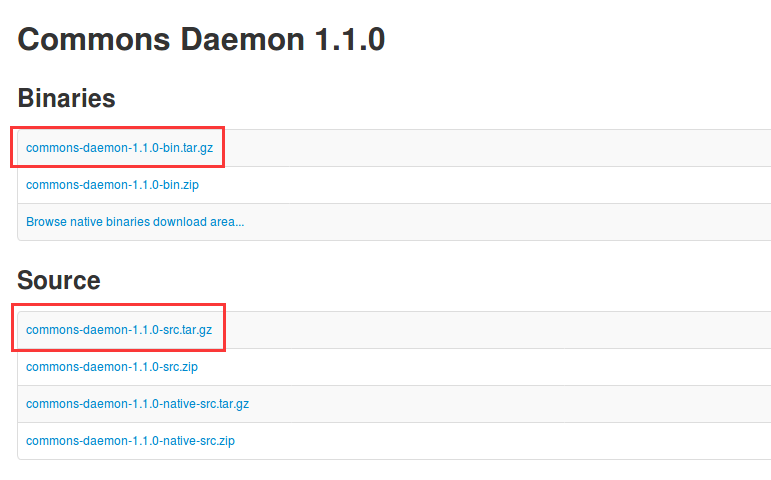 Commons Daemon 1.1.0
Binaries
commons-daemon-1.1.0-bin.tar.gz
commons-daemon-1.1.0-bin.zip
Browse native binaries download area...
Source
commons-daemon-1.1.0-src.tar.gz
commons-daemon-1.1.0-src.zip
commons-daemon-1.1.0-native-src.tar.gz
commons-daemon-1.1.0-native-src.zip